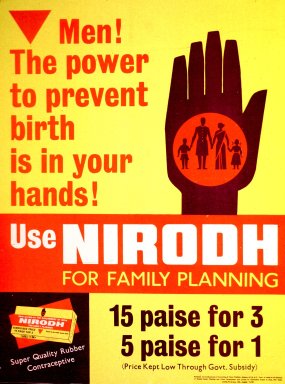 Men!
The power
to prevent
birth
is in your
hands!
Use NIRODH
FOR FAMILY PLANNING
NIRODH
Super Quality Rubber
Contraceptive
15 paise for 3
5 paise for 1
(Price Kept Low Through Govt. Subsidy)